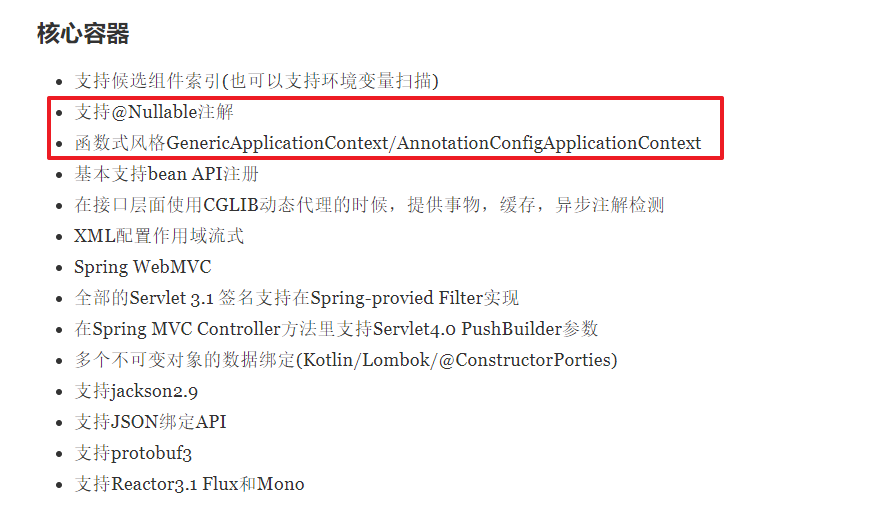 核心容器
支持候选组件索引(也可以支持环境变量扫描)
支持@Nullable注解
函数式风格GenericApplicationContext/AnnotationConfigApplicationContext
基本支持bean API注册
在接口层面使用CGLIB动态代理的时候，提供事物，缓存，异步注解检测
XML配置作用域流式
Spring WebMVC
全部的Servlet 3.1 签名支持在Spring-provied Filter实现
在Spring MVC Controller方法里支持Servlet4.0 PushBuilder参数
多个不可变对象的数据绑定(Kotlin/Lombok/@ConstructorPorties)
支持jackson2.9
支持JSON绑定API
支持protobuf3
支持Reactor3.1 Flux和Mono